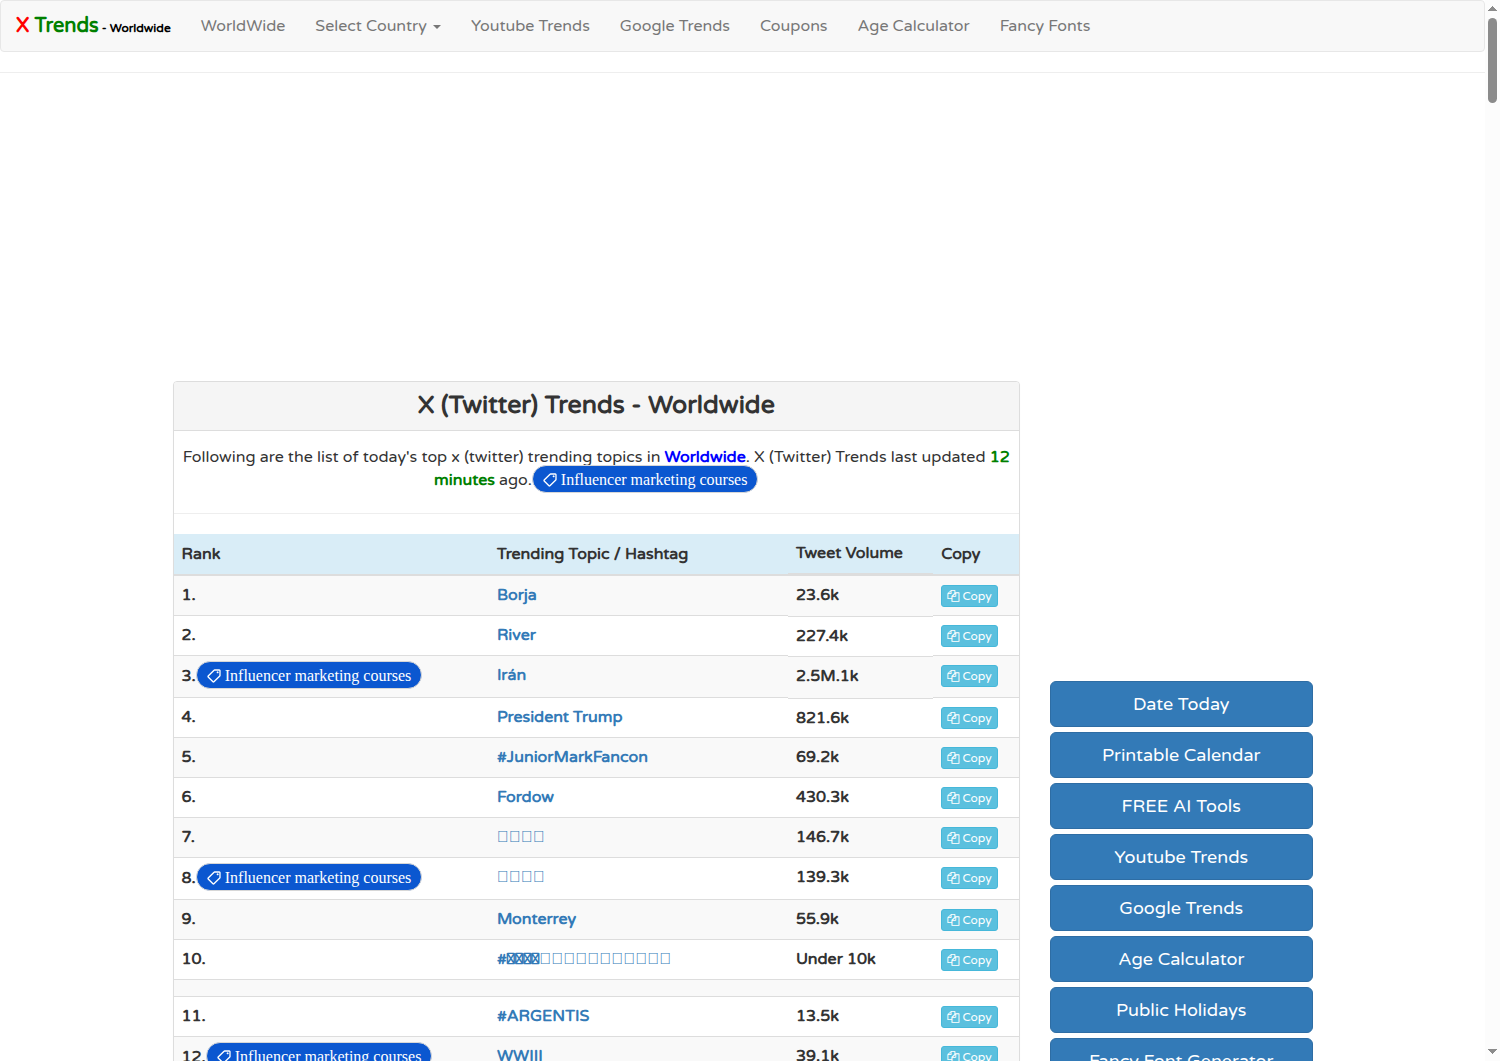 X Trends - Worldwide WorldWide Select Country Youtube Trends Google Trends Coupons Age Calculator Fancy Fonts
X (Twitter) Trends - Worldwide
Following are the list of today's top x (twitter) trending topics in Worldwide. X (Twitter) Trends last updated 12
minutes ago. Influencer marketing courses
Rank Trending Topic / Hashtag Tweet Volume Copy
1. Borja 23.6k Copy
2. River 227.4k Copy
3. Influencer marketing courses Irán 2.5M.1k Copy
4. President Trump 821.6k Copy
5. #JuniorMarkFancon 69.2k Copy
6. Fordow 430.3k Copy
7. 146.7k Copy
8. Influencer marketing courses 139.3k Copy
9. Monterrey 55.9k Copy
10. # Under 10k Copy
11. #ARGENTIS 13.5k Copy
12. Influencer marketing courses WWIII 39.1k Copy
Date Today
Printable Calendar
FREE AI Tools
Youtube Trends
Google Trends
Age Calculator
Public Holidays
Fancy Font Generator